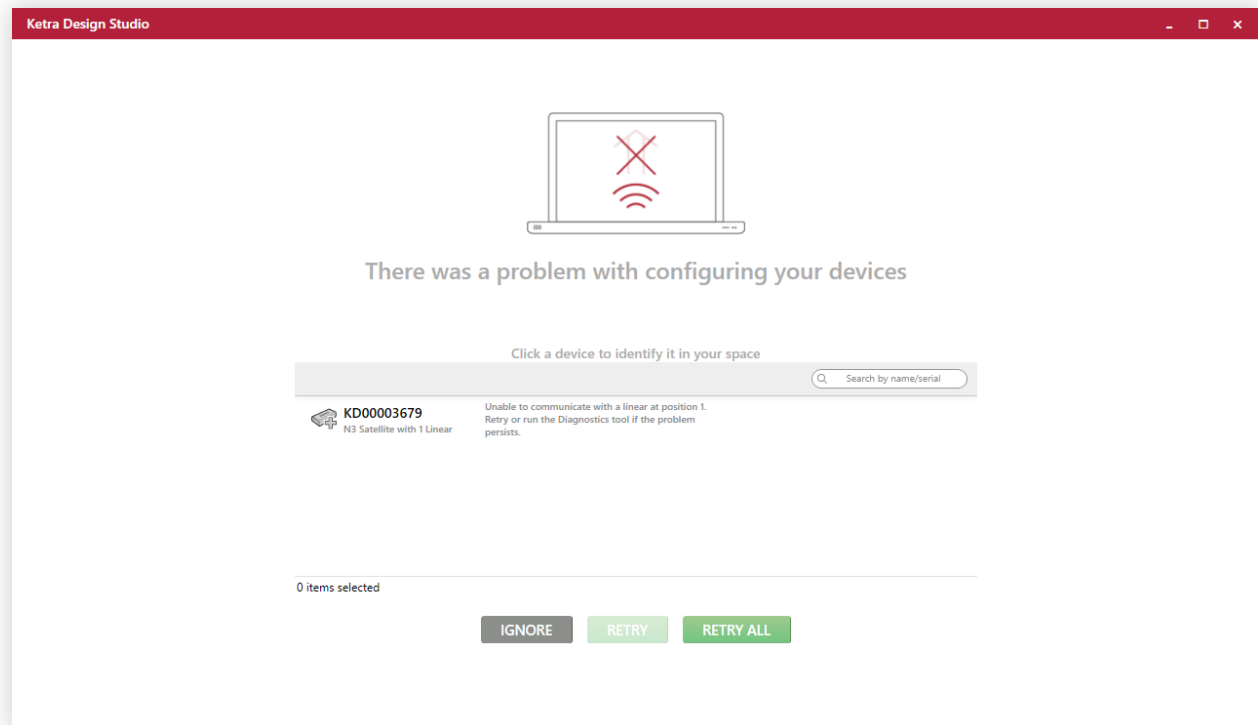 Ketra Design Studio
There was a problem with configuring your devices
Click a device to identify it in your space
Search by name/serial
KD00003679
N3 Satellite with 1 Linear
Unable to communicate with a linear at position 1.
Retry or run the Diagnostics tool if the problem
persists.
0 items selected
IGNORE
RETRY
RETRY ALL